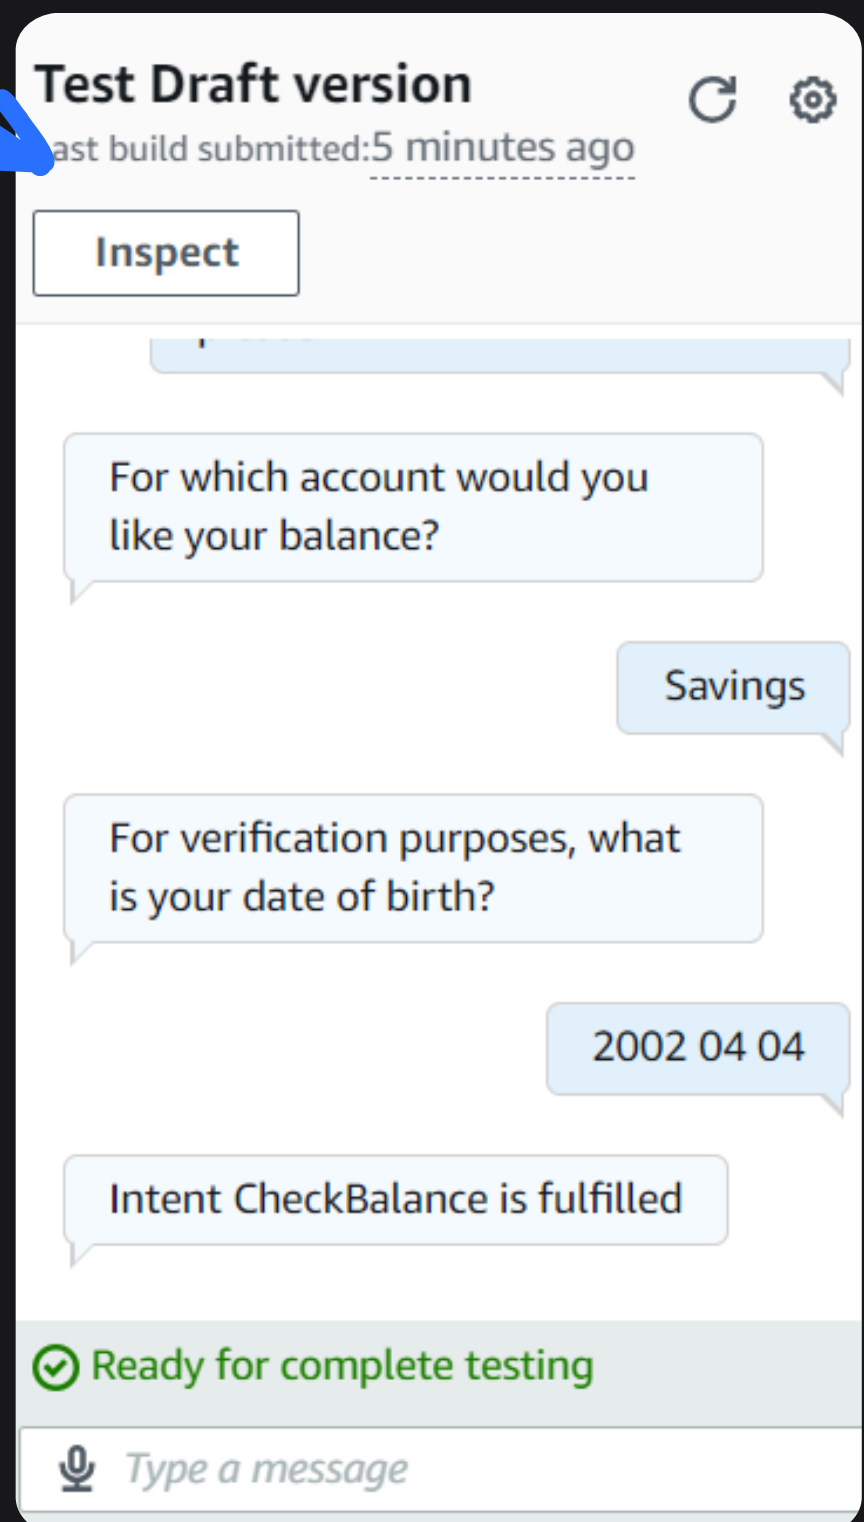 Test Draft version
ast build submitted:5 minutes ago
Inspect
For which account would you
like your balance?
Savings
For verification purposes, what
is your date of birth?
2002 04 04
Intent CheckBalance is fulfilled
Ready for complete testing
Type a message